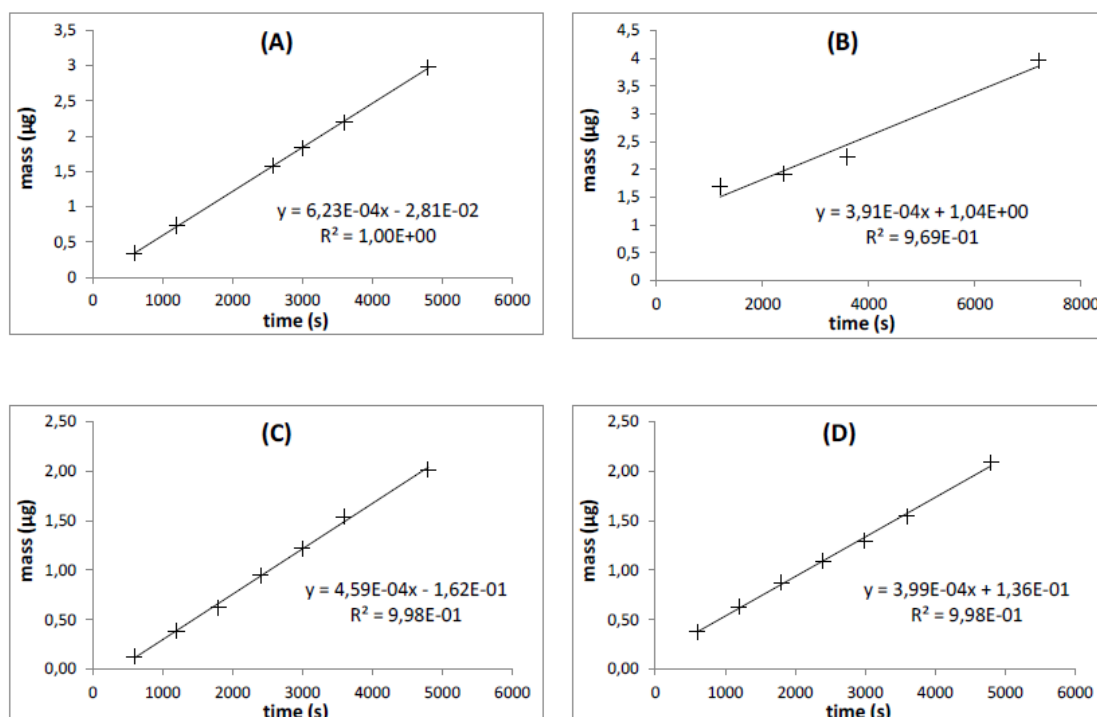 (A)
3,5
3
2,5
2
1,5
1
0,5
0
mass (µg)
y = 6,23E-04x - 2,81E-02
R² = 1,00E+00
0 1000 2000 3000 4000 5000 6000
time (s)
(B)
4,5
4
3,5
3
2,5
2
1,5
1
0,5
0
mass (µg)
y = 3,91E-04x + 1,04E+00
R² = 9,69E-01
0 2000 4000 6000 8000
time (s)
(C)
2,50
2,00
1,50
1,00
0,50
0,00
mass (µg)
y = 4,59E-04x - 1,62E-01
R² = 9,98E-01
0 1000 2000 3000 4000 5000 6000
time (s)
(D)
2,50
2,00
1,50
1,00
0,50
0,00
mass (µg)
y = 3,99E-04x + 1,36E-01
R² = 9,98E-01
0 1000 2000 3000 4000 5000 6000
time (s)